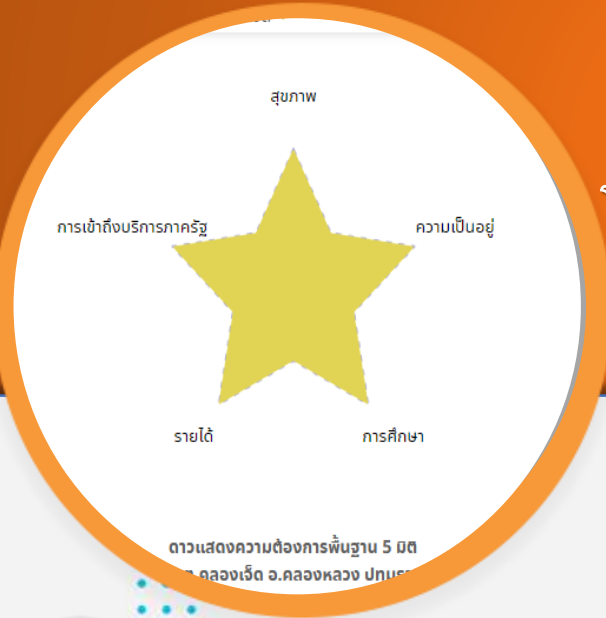 สุขภาพ
การเข้าถึงบริการภาครัฐ
ความเป็นอยู่
รายได้
การศึกษา
ดาวแสดงความต้องการพื้นฐาน 5 มิติ
คลองเจ็ด อ.คลองหลวง